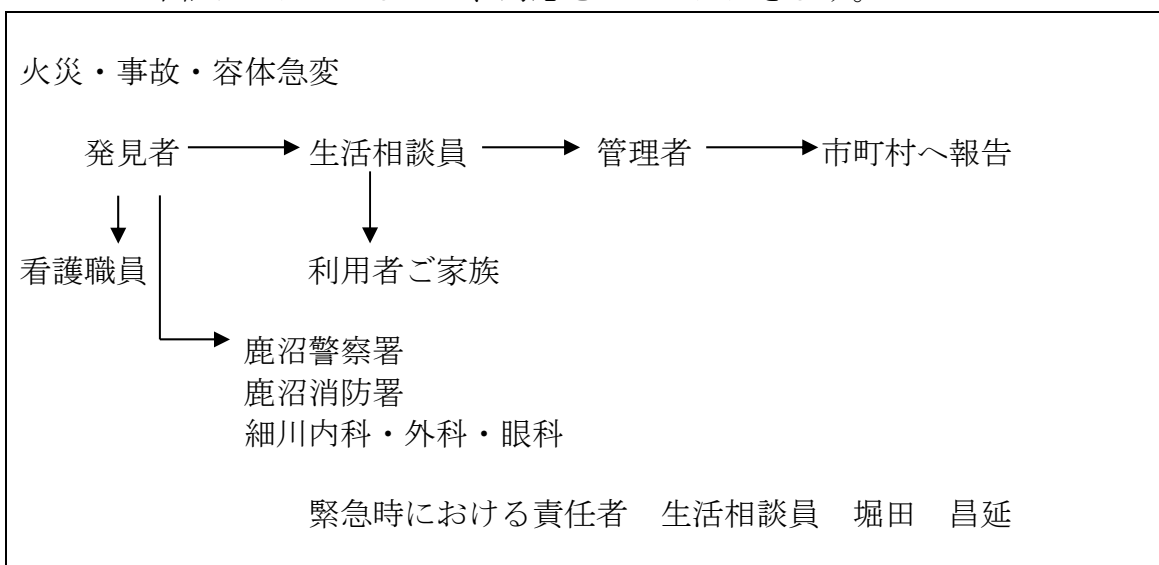 火災・事故・容体急変
発見者 生活相談員 管理者 市町村へ報告
看護職員 利用者ご家族
鹿沼警察署
鹿沼消防署
細川内科・外科・眼科
緊急時における責任者 生活相談員 堀田 昌延